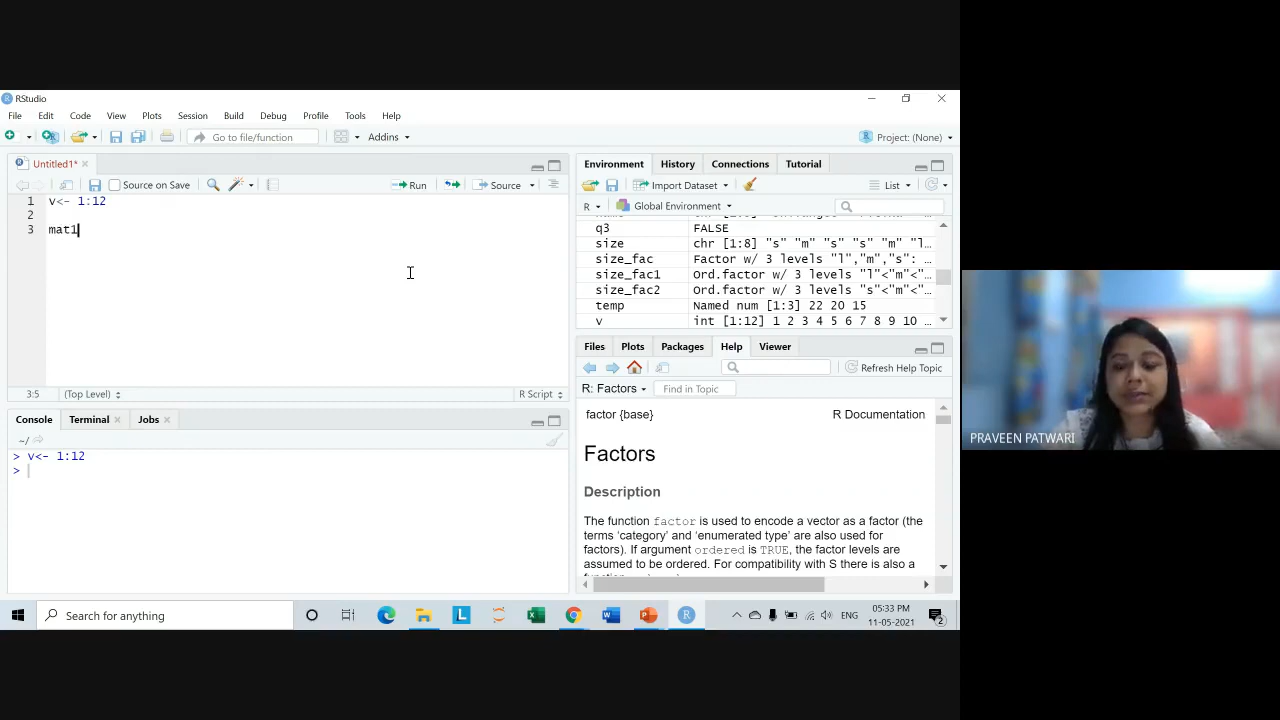 RStudio
File Edit Code View Plots Session Build Debug Profile Tools Help
Go to file/function Addins Project: (None)
Untitled1*
Source on Save Run Source
1 v<- 1:12
2
3 mat1
3:5 (Top Level) R Script
Console Terminal Jobs
~/
> v<- 1:12
>
Environment History Connections Tutorial
Import Dataset List
R Global Environment
q3 FALSE
size chr [1:8] "s" "m" "s" "s" "m" "l…
size_fac Factor w/ 3 levels "l","m","s": …
size_fac1 Ord.factor w/ 3 levels "l"<"m"<"…
size_fac2 Ord.factor w/ 3 levels "s"<"m"<"…
temp Named num [1:3] 22 20 15
v int [1:12] 1 2 3 4 5 6 7 8 9 10 …
Files Plots Packages Help Viewer
Refresh Help Topic
R: Factors Find in Topic
factor {base} R Documentation
Factors
Description
The function factor is used to encode a vector as a factor (the
terms ‘category’ and ‘enumerated type’ are also used for
factors). If argument ordered is TRUE, the factor levels are
assumed to be ordered. For compatibility with S there is also a
PRAVEEN PATWARI
Search for anything
ENG
05:33 PM
11-05-2021
2